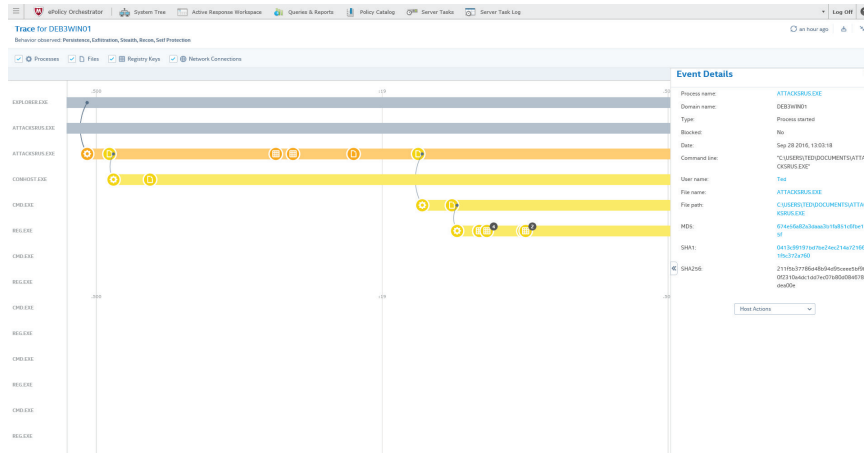 ePolicy Orchestrator System Tree Active Response Workspace Queries & Reports Policy Catalog Server Tasks Server Task Log Log Off
Trace for DEB3WIN01
an hour ago
Behavior observed: Persistence, Exfiltration, Stealth, Recon, Self Protection
Processes Files Registry Keys Network Connections
Event Details
:19
EXPLORER.EXE
ATTACKSRUS.EXE
ATTACKSRUS.EXE
CONHOST.EXE
CMD.EXE
REG.EXE
4
2
CMD.EXE
REG.EXE
:19
CMD.EXE
REG.EXE
CMD.EXE
REG.EXE
CMD.EXE
REG.EXE
Process name: ATTACKSRUS.EXE
Domain name: DEB3WIN01
Type: Process started
Blocked: No
Date: Sep 28 2016, 13:03:18
Command line: "C:\USERS\TED\DOCUMENTS\ATTA
CKSRUS.EXE"
User name: Ted
File name: ATTACKSRUS.EXE
File path: C:\USERS\TED\DOCUMENTS\ATTAC
KSRUS.EXE
MD5:
SHA1:
SHA256:
dea00e
Host Actions